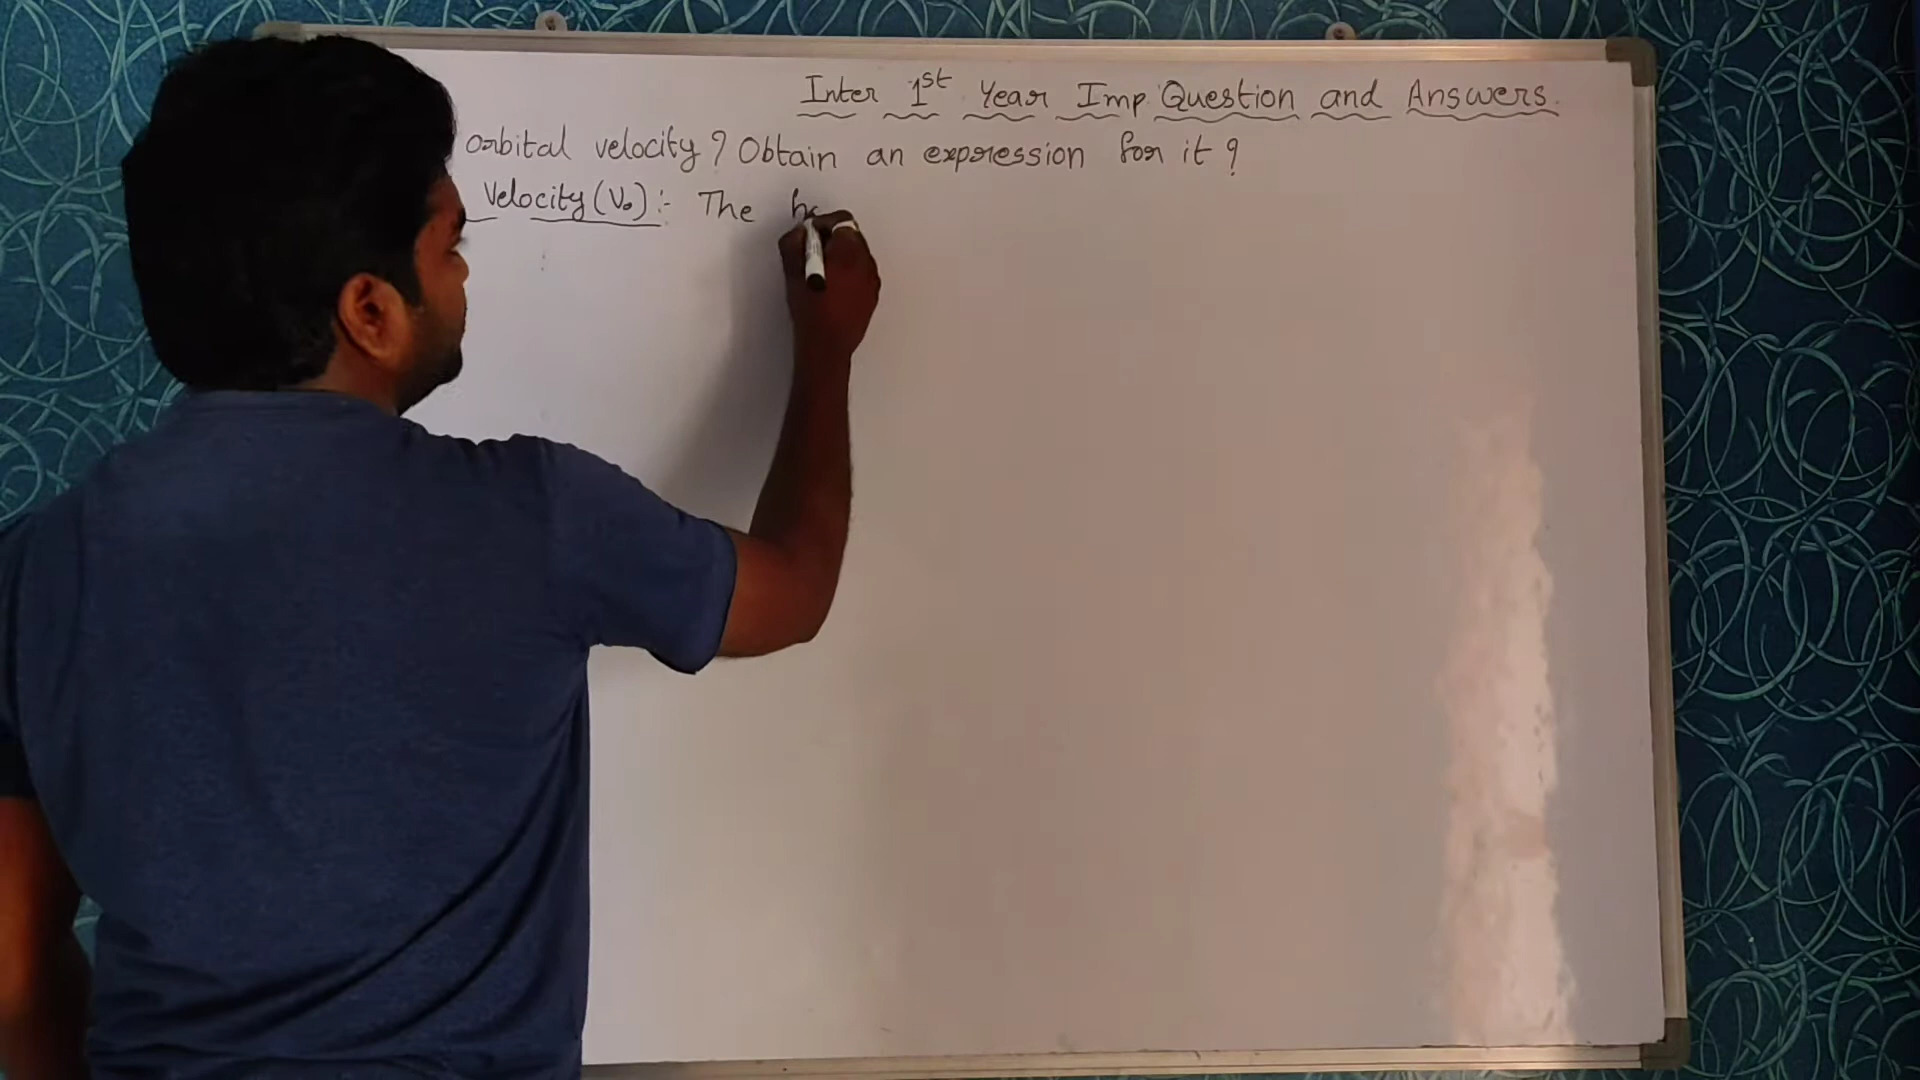 Inter 1st Year Imp Question and Answers.
orbital velocity? Obtain an expression for it?
Velocity (V₀):- The